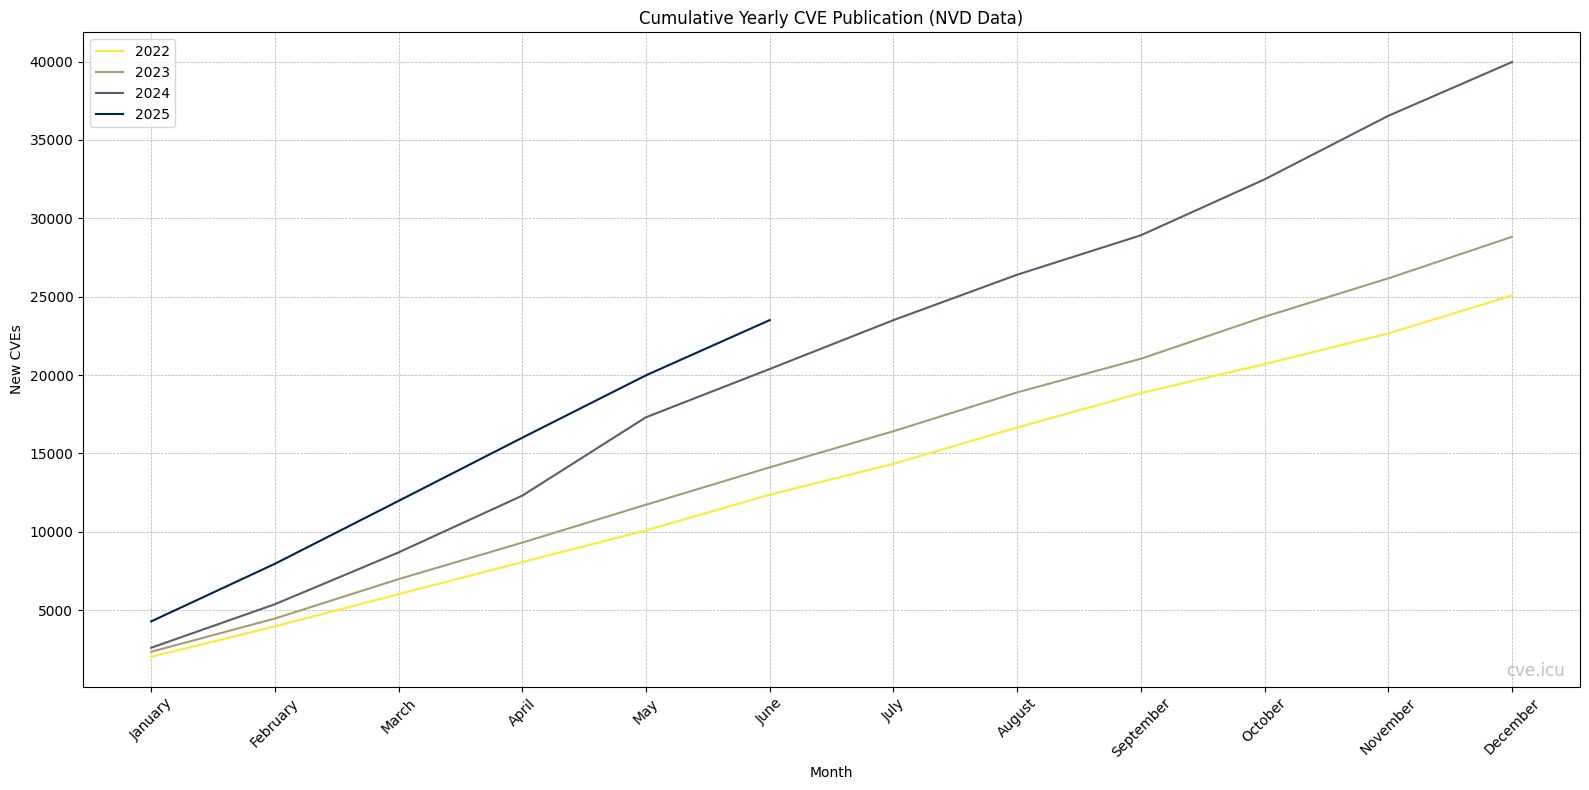 Cumulative Yearly CVE Publication (NVD Data)
2022
2023
2024
2025
40000
35000
30000
25000
20000
15000
10000
5000
New CVEs
cve.icu
January
February
March
April
May
June
July
August
September
October
November
December
Month